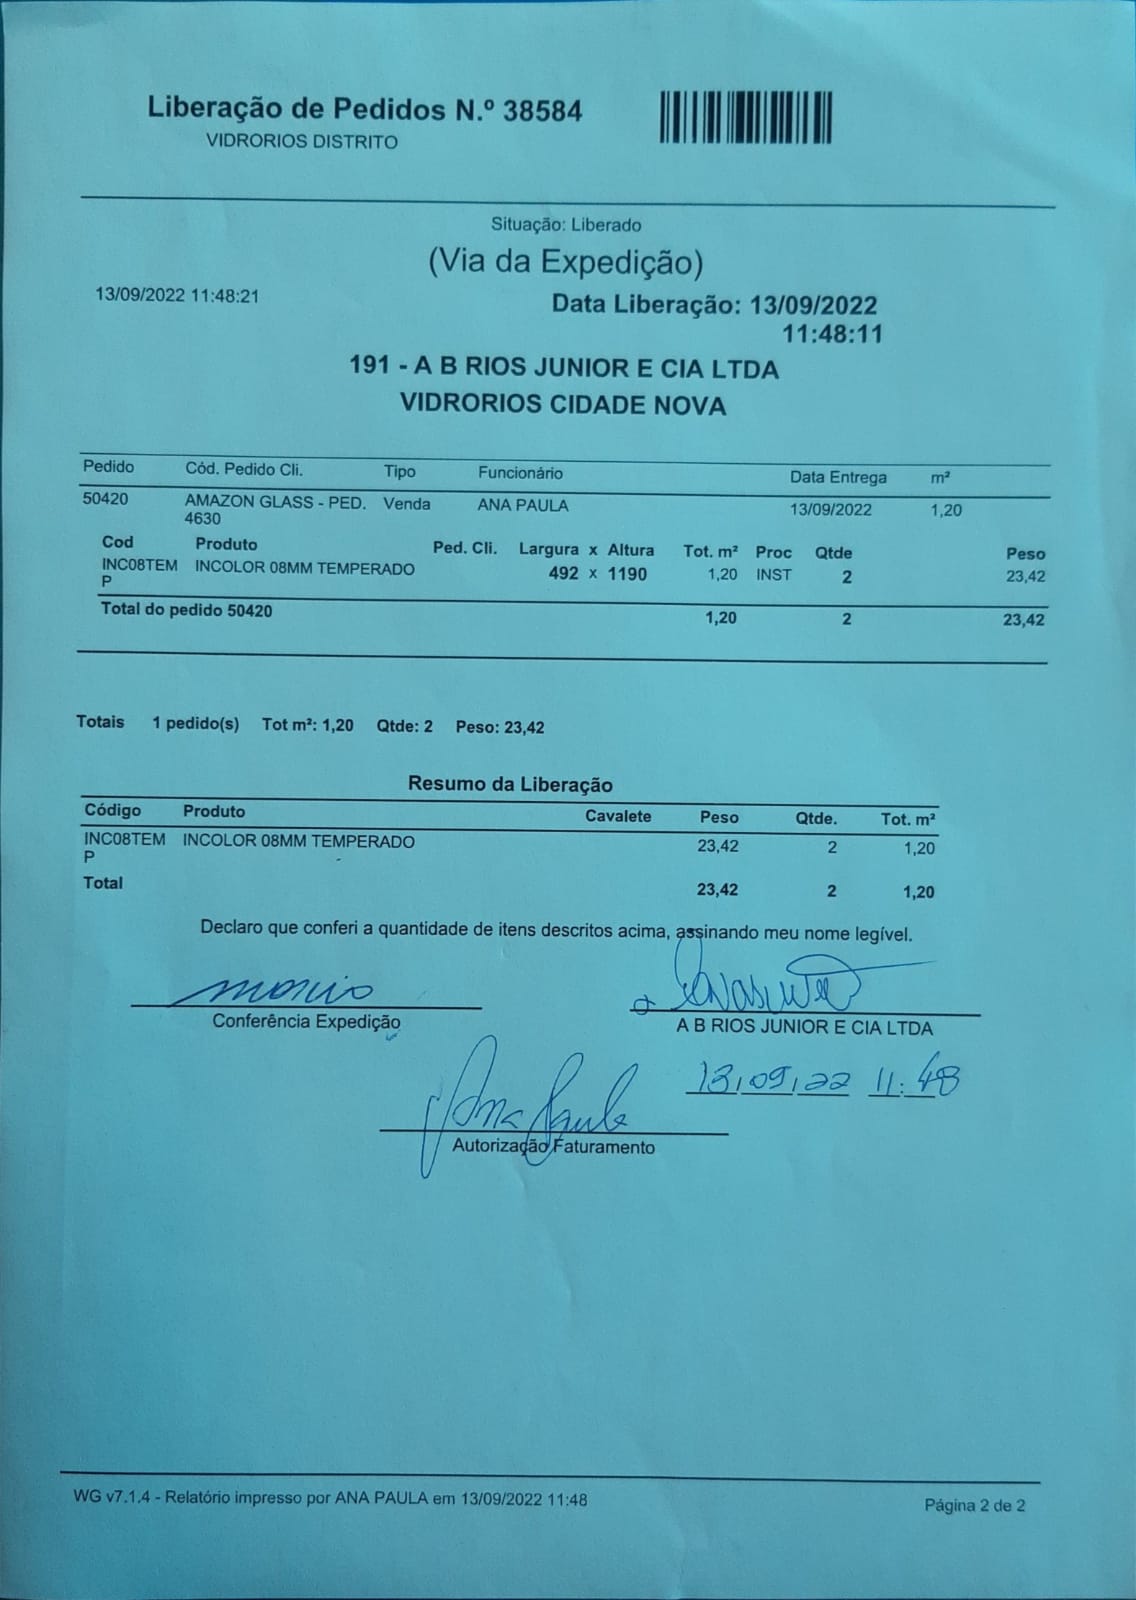 Liberação de Pedidos N.º 38584
VIDRORIOS DISTRITO
Situação: Liberado
(Via da Expedição)
13/09/2022 11:48:21
Data Liberação: 13/09/2022
11:48:11
191 - A B RIOS JUNIOR E CIA LTDA
VIDRORIOS CIDADE NOVA
Pedido Cód. Pedido Cli. Tipo Funcionário Data Entrega m²
50420 AMAZON GLASS - PED. Venda ANA PAULA 13/09/2022 1,20
4630
Cod Produto Ped. Cli. Largura x Altura Tot. m² Proc Qtde Peso
INC08TEM INCOLOR 08MM TEMPERADO 492 x 1190 1,20 INST 2 23,42
P
Total do pedido 50420 1,20 2 23,42
Totais 1 pedido(s) Tot m²: 1,20 Qtde: 2 Peso: 23,42
Resumo da Liberação
Código Produto Cavalete Peso Qtde. Tot. m²
INC08TEM INCOLOR 08MM TEMPERADO 23,42 2 1,20
P
Total 23,42 2 1,20
Declaro que conferi a quantidade de itens descritos acima, assinando meu nome legível.
Conferência Expedição
A B RIOS JUNIOR E CIA LTDA
13/09/22 11:48
Ana Paula
Autorização Faturamento
WG v7.1.4 - Relatório impresso por ANA PAULA em 13/09/2022 11:48
Página 2 de 2